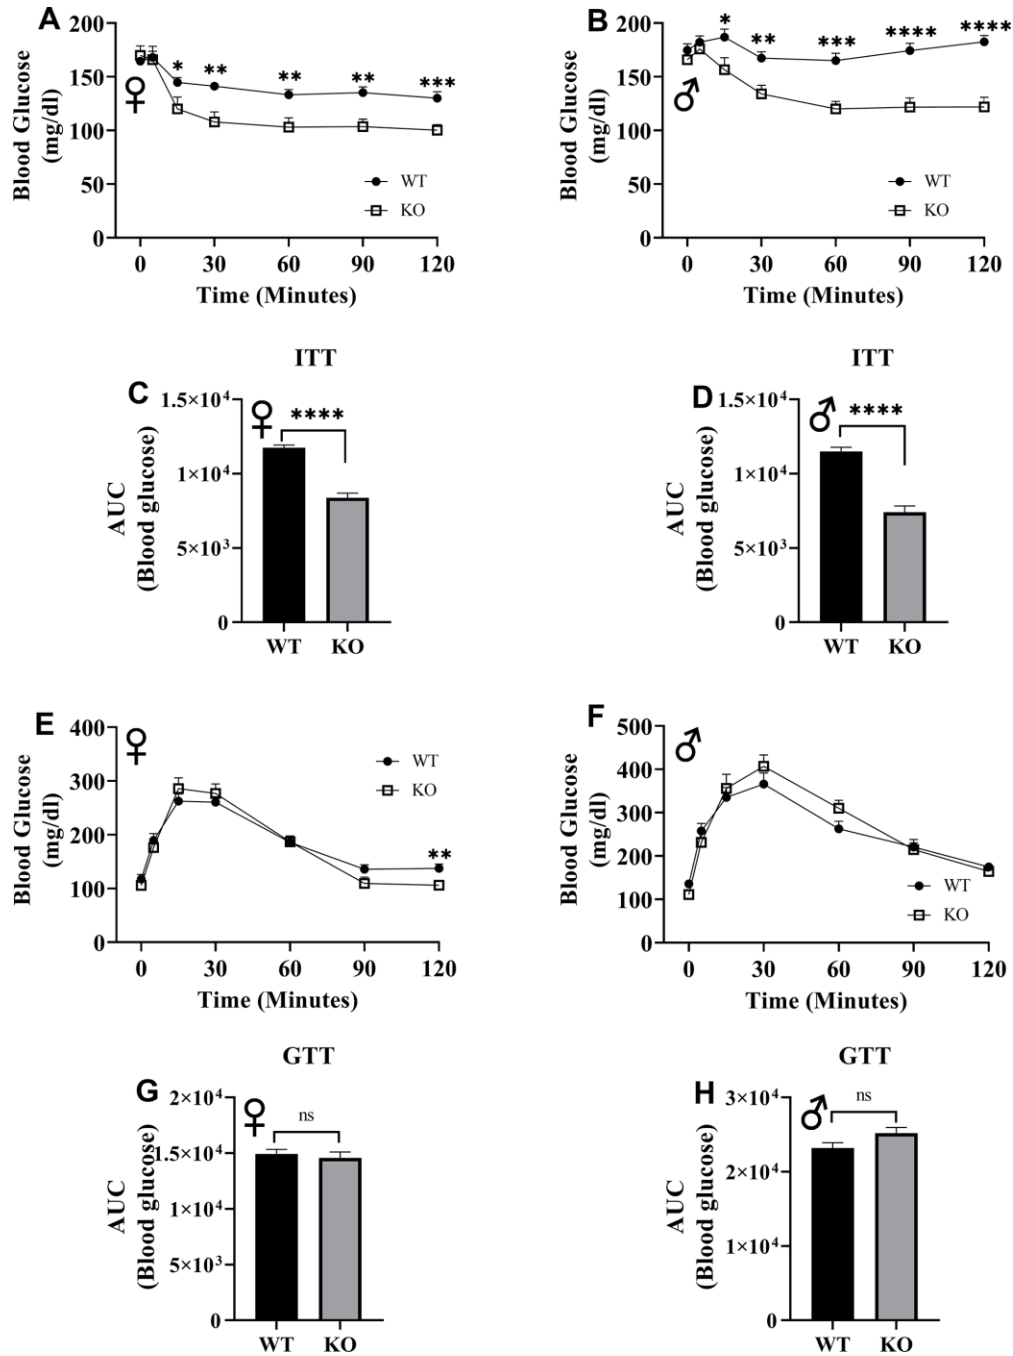 A
200
150
100
50
0
Blood Glucose
(mg/dl)
♀
* ** ** ** ***
WT
KO
0 30 60 90 120
Time (Minutes)
B
200
150
100
50
0
Blood Glucose
(mg/dl)
♂
* ** *** **** ****
WT
KO
0 30 60 90 120
Time (Minutes)
ITT
C
1.5×10⁴
1×10⁴
5×10³
0
AUC
(Blood glucose)
♀
****
WT KO
ITT
D
1.5×10⁴
1×10⁴
5×10³
0
AUC
(Blood glucose)
♂
****
WT KO
E
400
300
200
100
0
Blood Glucose
(mg/dl)
♀
WT
KO
**
0 30 60 90 120
Time (Minutes)
F
500
400
300
200
100
0
Blood Glucose
(mg/dl)
♂
WT
KO
0 30 60 90 120
Time (Minutes)
GTT
G
2×10⁴
1.5×10⁴
1×10⁴
5×10³
0
AUC
(Blood glucose)
♀
ns
WT KO
GTT
H
3×10⁴
2×10⁴
1×10⁴
0
AUC
(Blood glucose)
♂
ns
WT KO